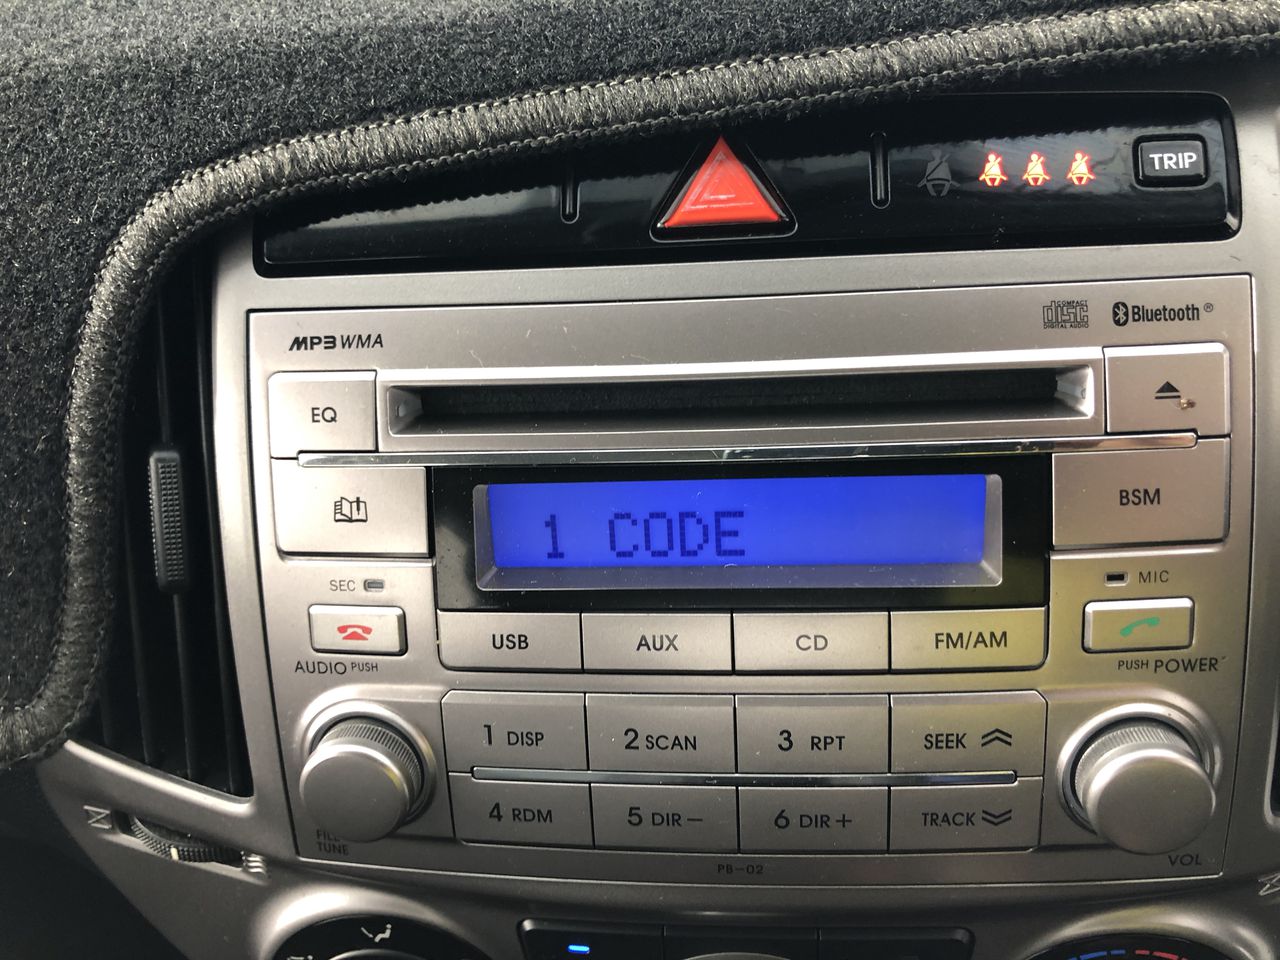 TRIP
COMPACT
disc
DIGITAL AUDIO
Bluetooth®
MP3 WMA
EQ
BSM
1 CODE
SEC
MIC
USB
AUX
CD
FM/AM
AUDIO PUSH
PUSH POWER
1 DISP
2 SCAN
3 RPT
SEEK
4 RDM
5 DIR-
6 DIR+
TRACK
FILE
TUNE
VOL
PB-02